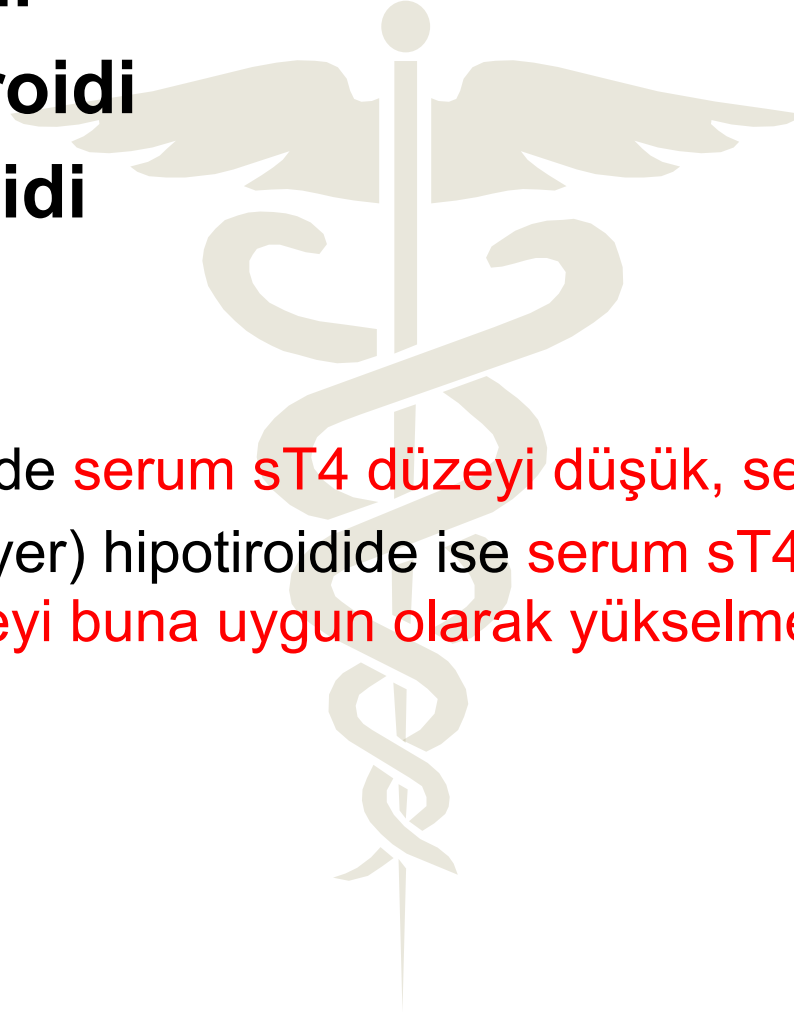 roidi
idi
de serum sT4 düzeyi düşük, se
yer) hipotiroidide ise serum sT4
eyi buna uygun olarak yükselme